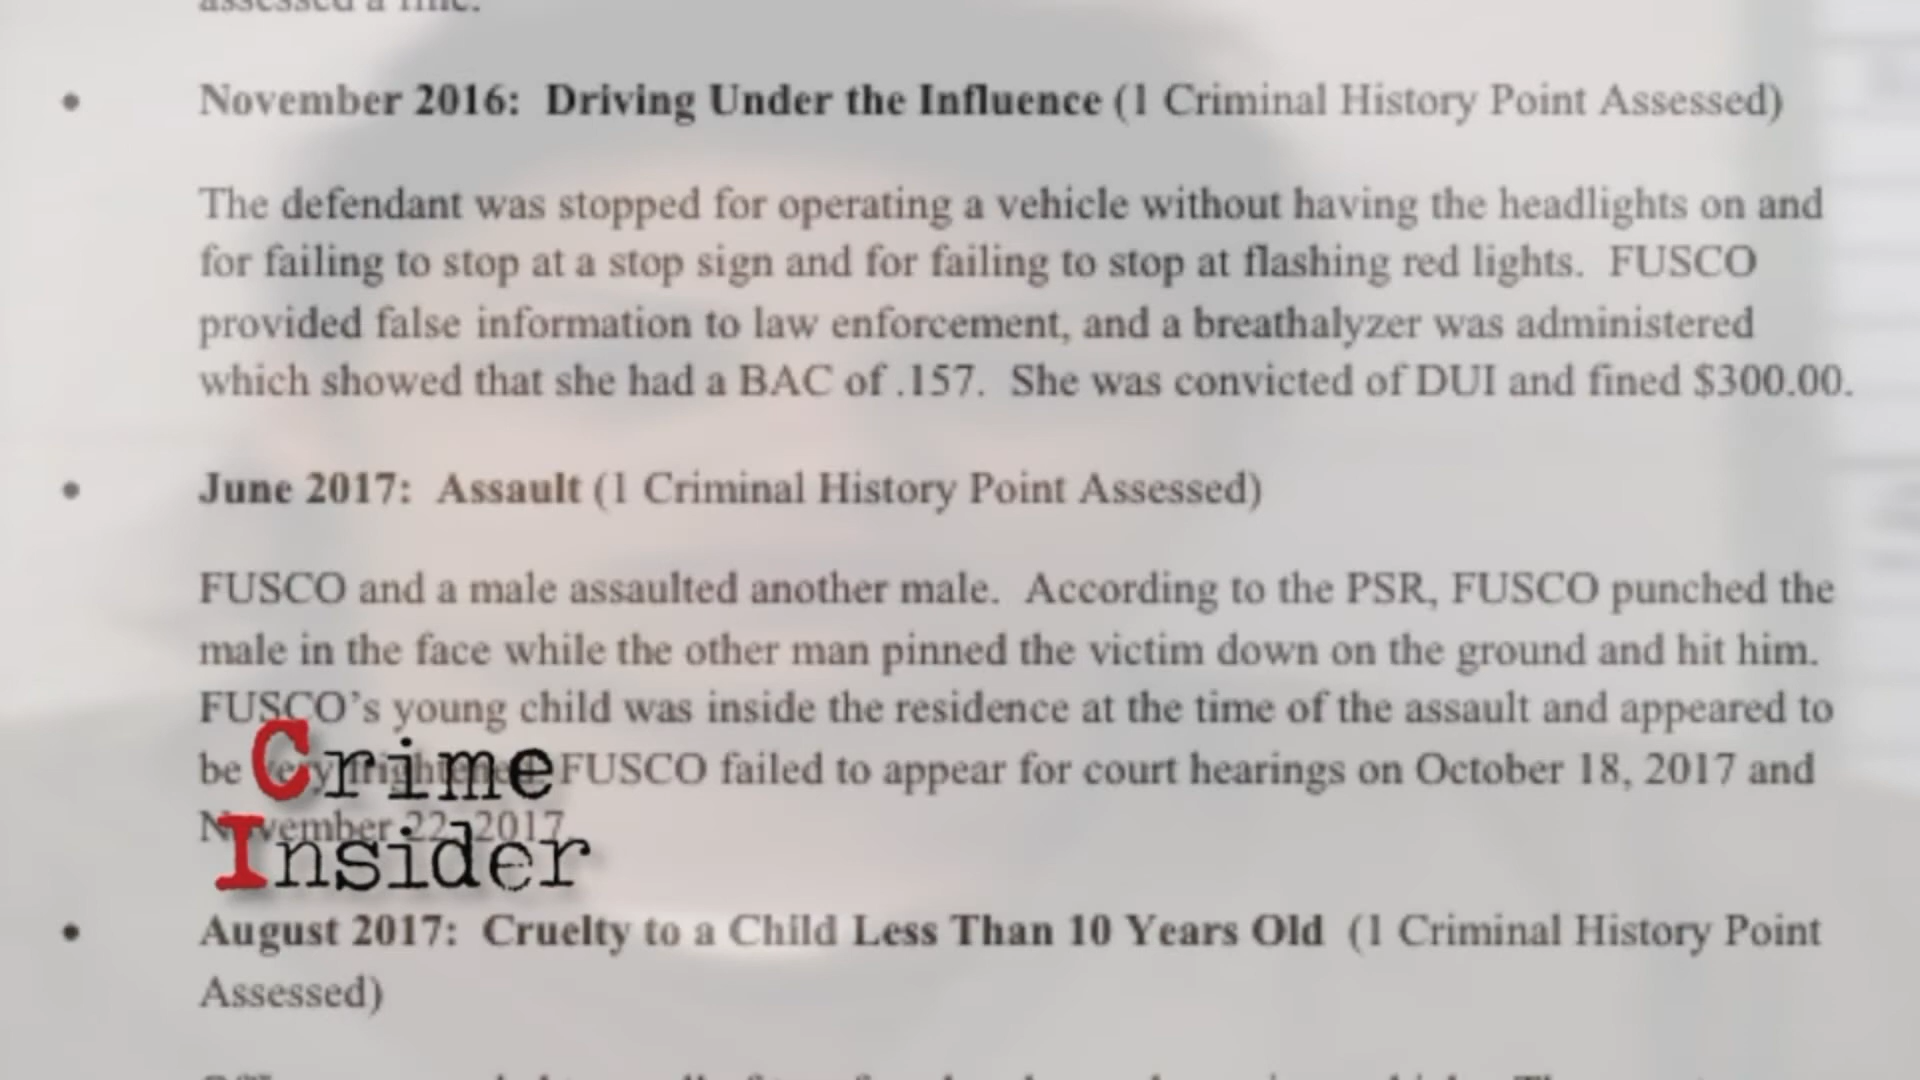 assessed a fine.
• November 2016: Driving Under the Influence (1 Criminal History Point Assessed)
The defendant was stopped for operating a vehicle without having the headlights on and
for failing to stop at a stop sign and for failing to stop at flashing red lights. FUSCO
provided false information to law enforcement, and a breathalyzer was administered
which showed that she had a BAC of .157. She was convicted of DUI and fined $300.00.
• June 2017: Assault (1 Criminal History Point Assessed)
FUSCO and a male assaulted another male. According to the PSR, FUSCO punched the
male in the face while the other man pinned the victim down on the ground and hit him.
FUSCO's young child was inside the residence at the time of the assault and appeared to
be very frightened. FUSCO failed to appear for court hearings on October 18, 2017 and
November 22, 2017.
Crime
Insider
• August 2017: Cruelty to a Child Less Than 10 Years Old (1 Criminal History Point
Assessed)